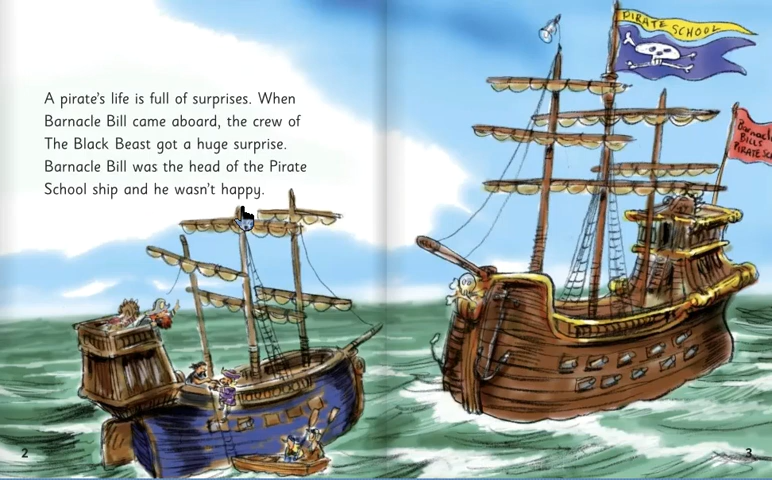 A pirate's life is full of surprises. When
Barnacle Bill came aboard, the crew of
The Black Beast got a huge surprise.
Barnacle Bill was the head of the Pirate
School ship and he wasn't happy.
PIRATE SCHOOL
Barnacle
BILLS
PIRATE
2
3